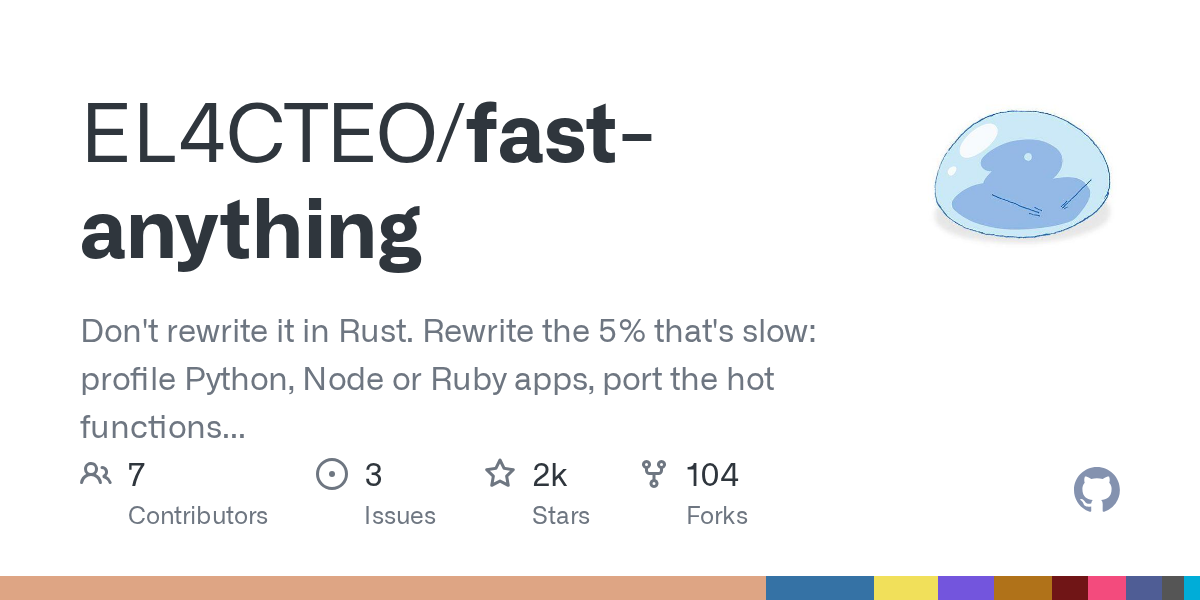 EL4CTEO/fast-
anything
Don't rewrite it in Rust. Rewrite the 5% that's slow:
profile Python, Node or Ruby apps, port the hot
functions...
7
Contributors
3
Issues
2k
Stars
104
Forks